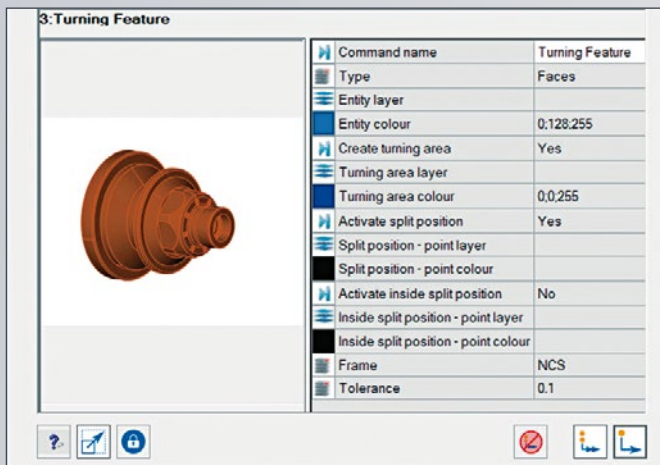 3:Turning Feature
Command name Turning Feature
Type Faces
Entity layer
Entity colour 0;128;255
Create turning area Yes
Turning area layer
Turning area colour 0;0;255
Activate split position Yes
Split position - point layer
Split position - point colour
Activate inside split position No
Inside split position - point layer
Inside split position - point colour
Frame NCS
Tolerance 0.1
?